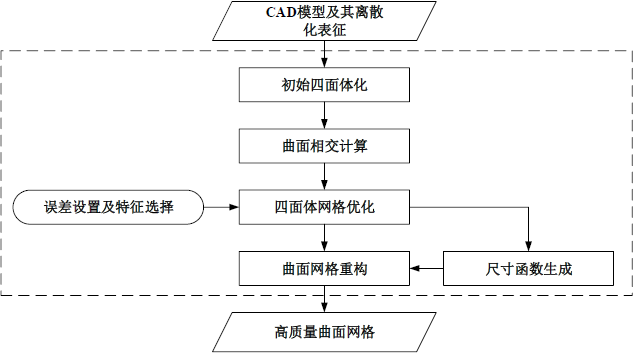 CAD模型及其离散
化表征
初始四面体化
曲面相交计算
误差设置及特征选择
四面体网格优化
曲面网格重构
尺寸函数生成
高质量曲面网格